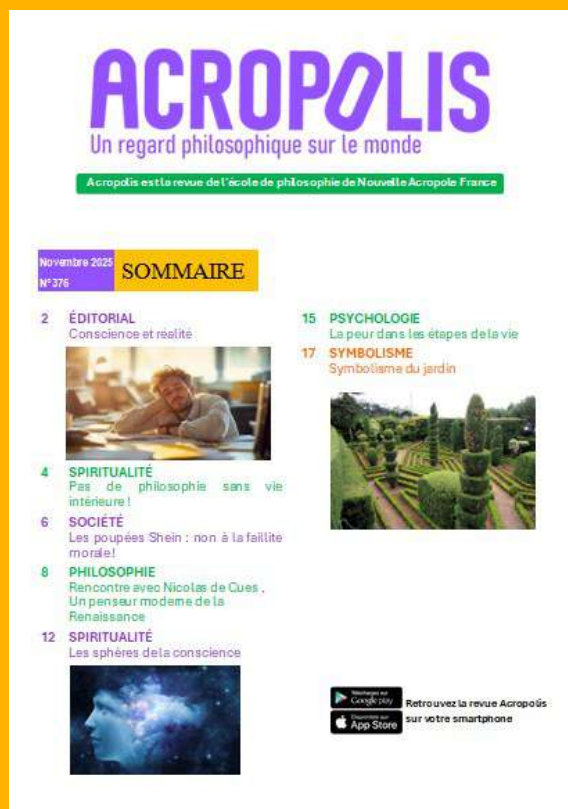 ACROPOLIS
Un regard philosophique sur le monde
Acropolis est la revue de l'école de philosophie de Nouvelle Acropole France
Novembre 2025
N°376
SOMMAIRE
2 ÉDITORIAL
Conscience et réalité
4 SPIRITUALITÉ
Pas de philosophie sans vie
intérieure !
6 SOCIÉTÉ
Les poupées Shein : non à la faillite
morale!
8 PHILOSOPHIE
Rencontre avec Nicolas de Cues ,
Un penseur moderne de la
Renaissance
12 SPIRITUALITÉ
Les sphères de la conscience
15 PSYCHOLOGIE
La peur dans les étapes de la vie
17 SYMBOLISME
Symbolisme du jardin
Téléchargez sur
Google play
Disponible sur
App Store
Retrouvez la revue Acropolis
sur votre smartphone